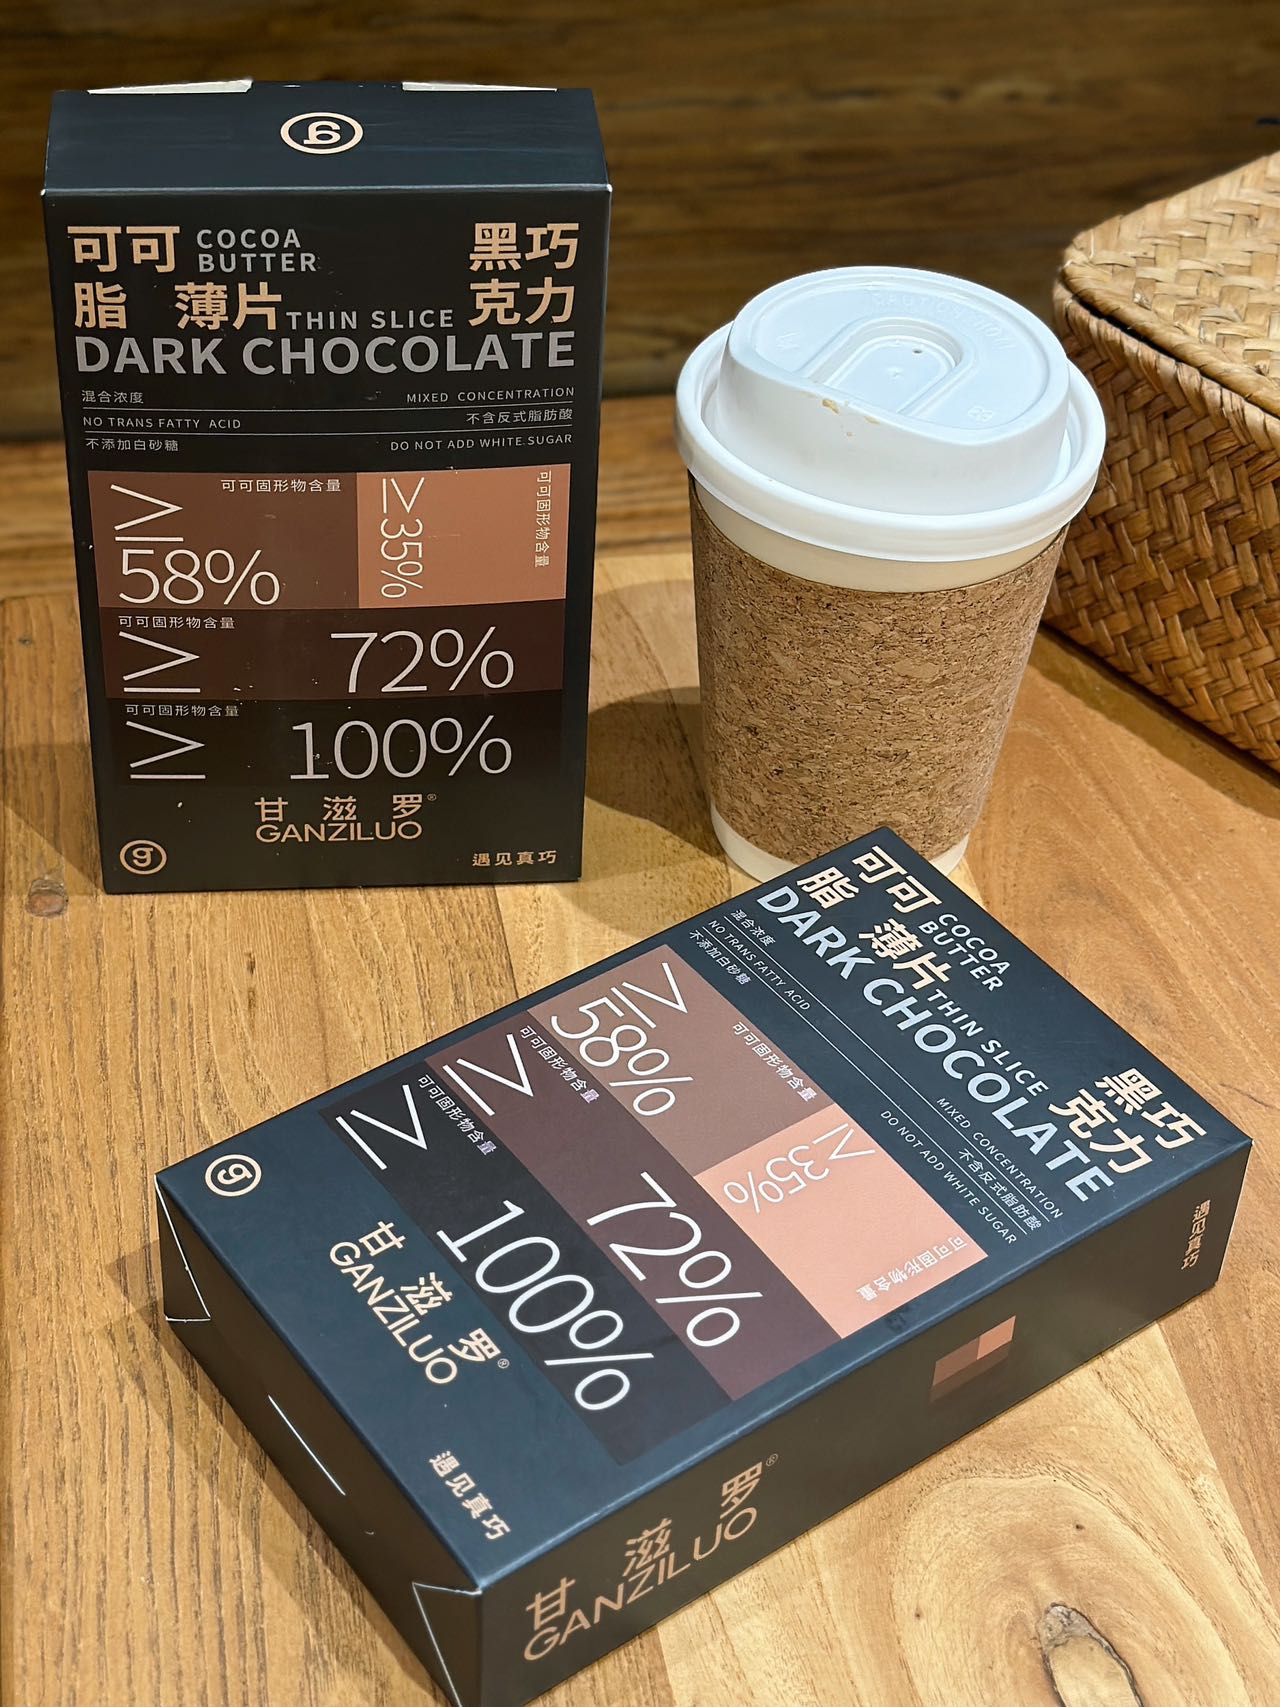 可可 COCOA BUTTER 黑巧
脂 薄片 THIN SLICE 克力
DARK CHOCOLATE
混合浓度 MIXED CONCENTRATION
NO TRANS FATTY ACID 不含反式脂肪酸
不添加白砂糖 DO NOT ADD WHITE SUGAR
可可固形物含量
≥58%
可可固形物含量
≥35%
可可固形物含量
≥72%
可可固形物含量
≥100%
甘滋罗®
GANZILUO
遇见真巧
CAUTION
可可 COCOA BUTTER 黑巧
脂 薄片 THIN SLICE 克力
DARK CHOCOLATE
混合浓度 MIXED CONCENTRATION
NO TRANS FATTY ACID 不含反式脂肪酸
不添加白砂糖 DO NOT ADD WHITE SUGAR
可可固形物含量
≥58%
可可固形物含量
≥35%
可可固形物含量
≥72%
可可固形物含量
≥100%
甘滋罗®
GANZILUO
遇见真巧
遇见真巧
甘滋罗®
GANZILUO